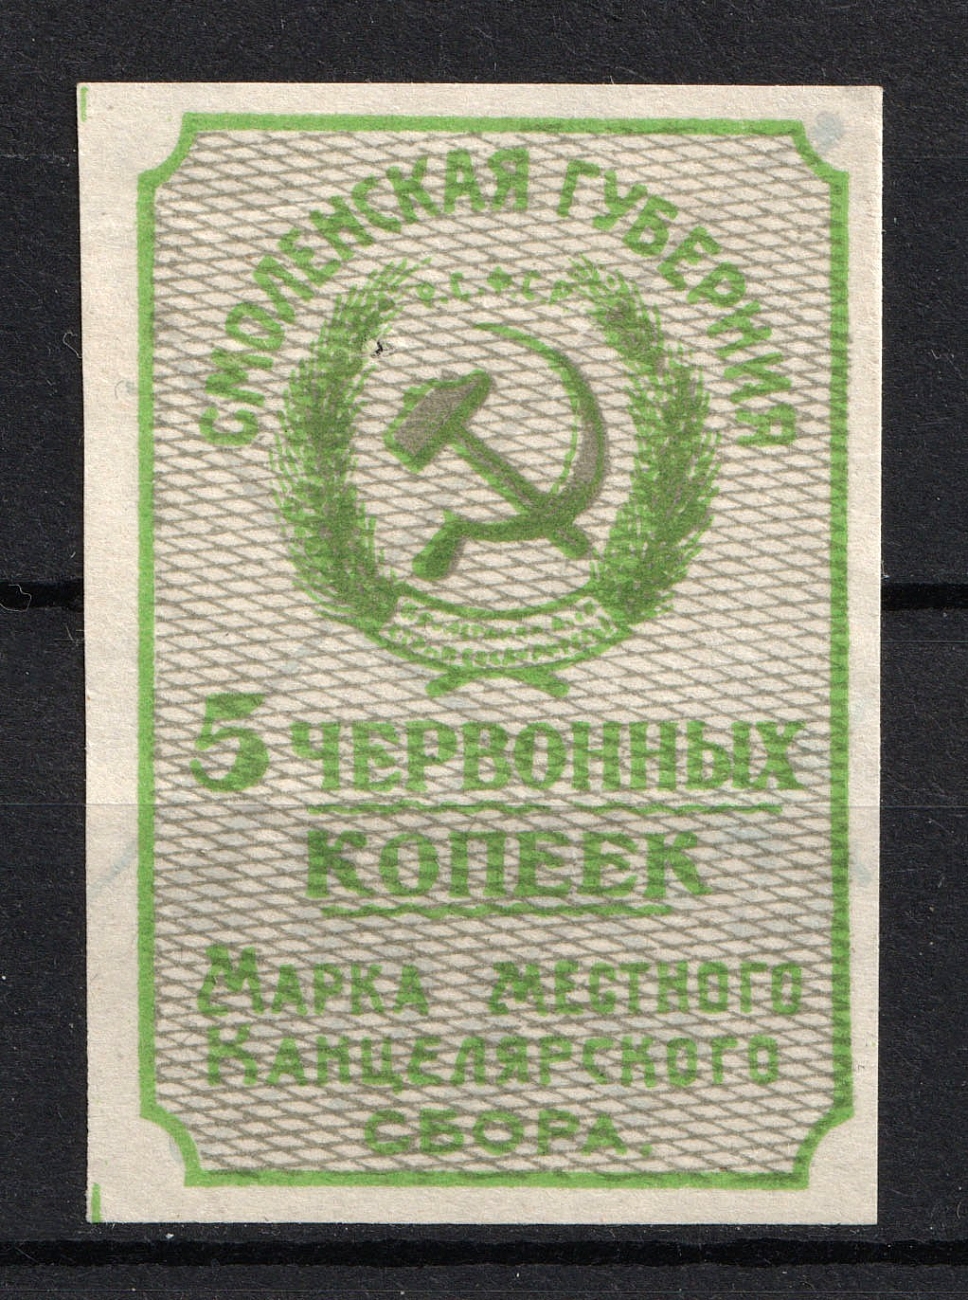 СМОЛЕНСКАЯ ГУБЕРНИЯ
Р.С.Ф.С.Р.
5 ЧЕРВОННЫХ
КОПЕЕК
МАРКА МЕСТНОГО
КАНЦЕЛЯРСКОГО
СБОРА.